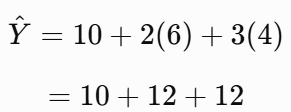 Ŷ = 10 + 2(6) + 3(4)
= 10 + 12 + 12